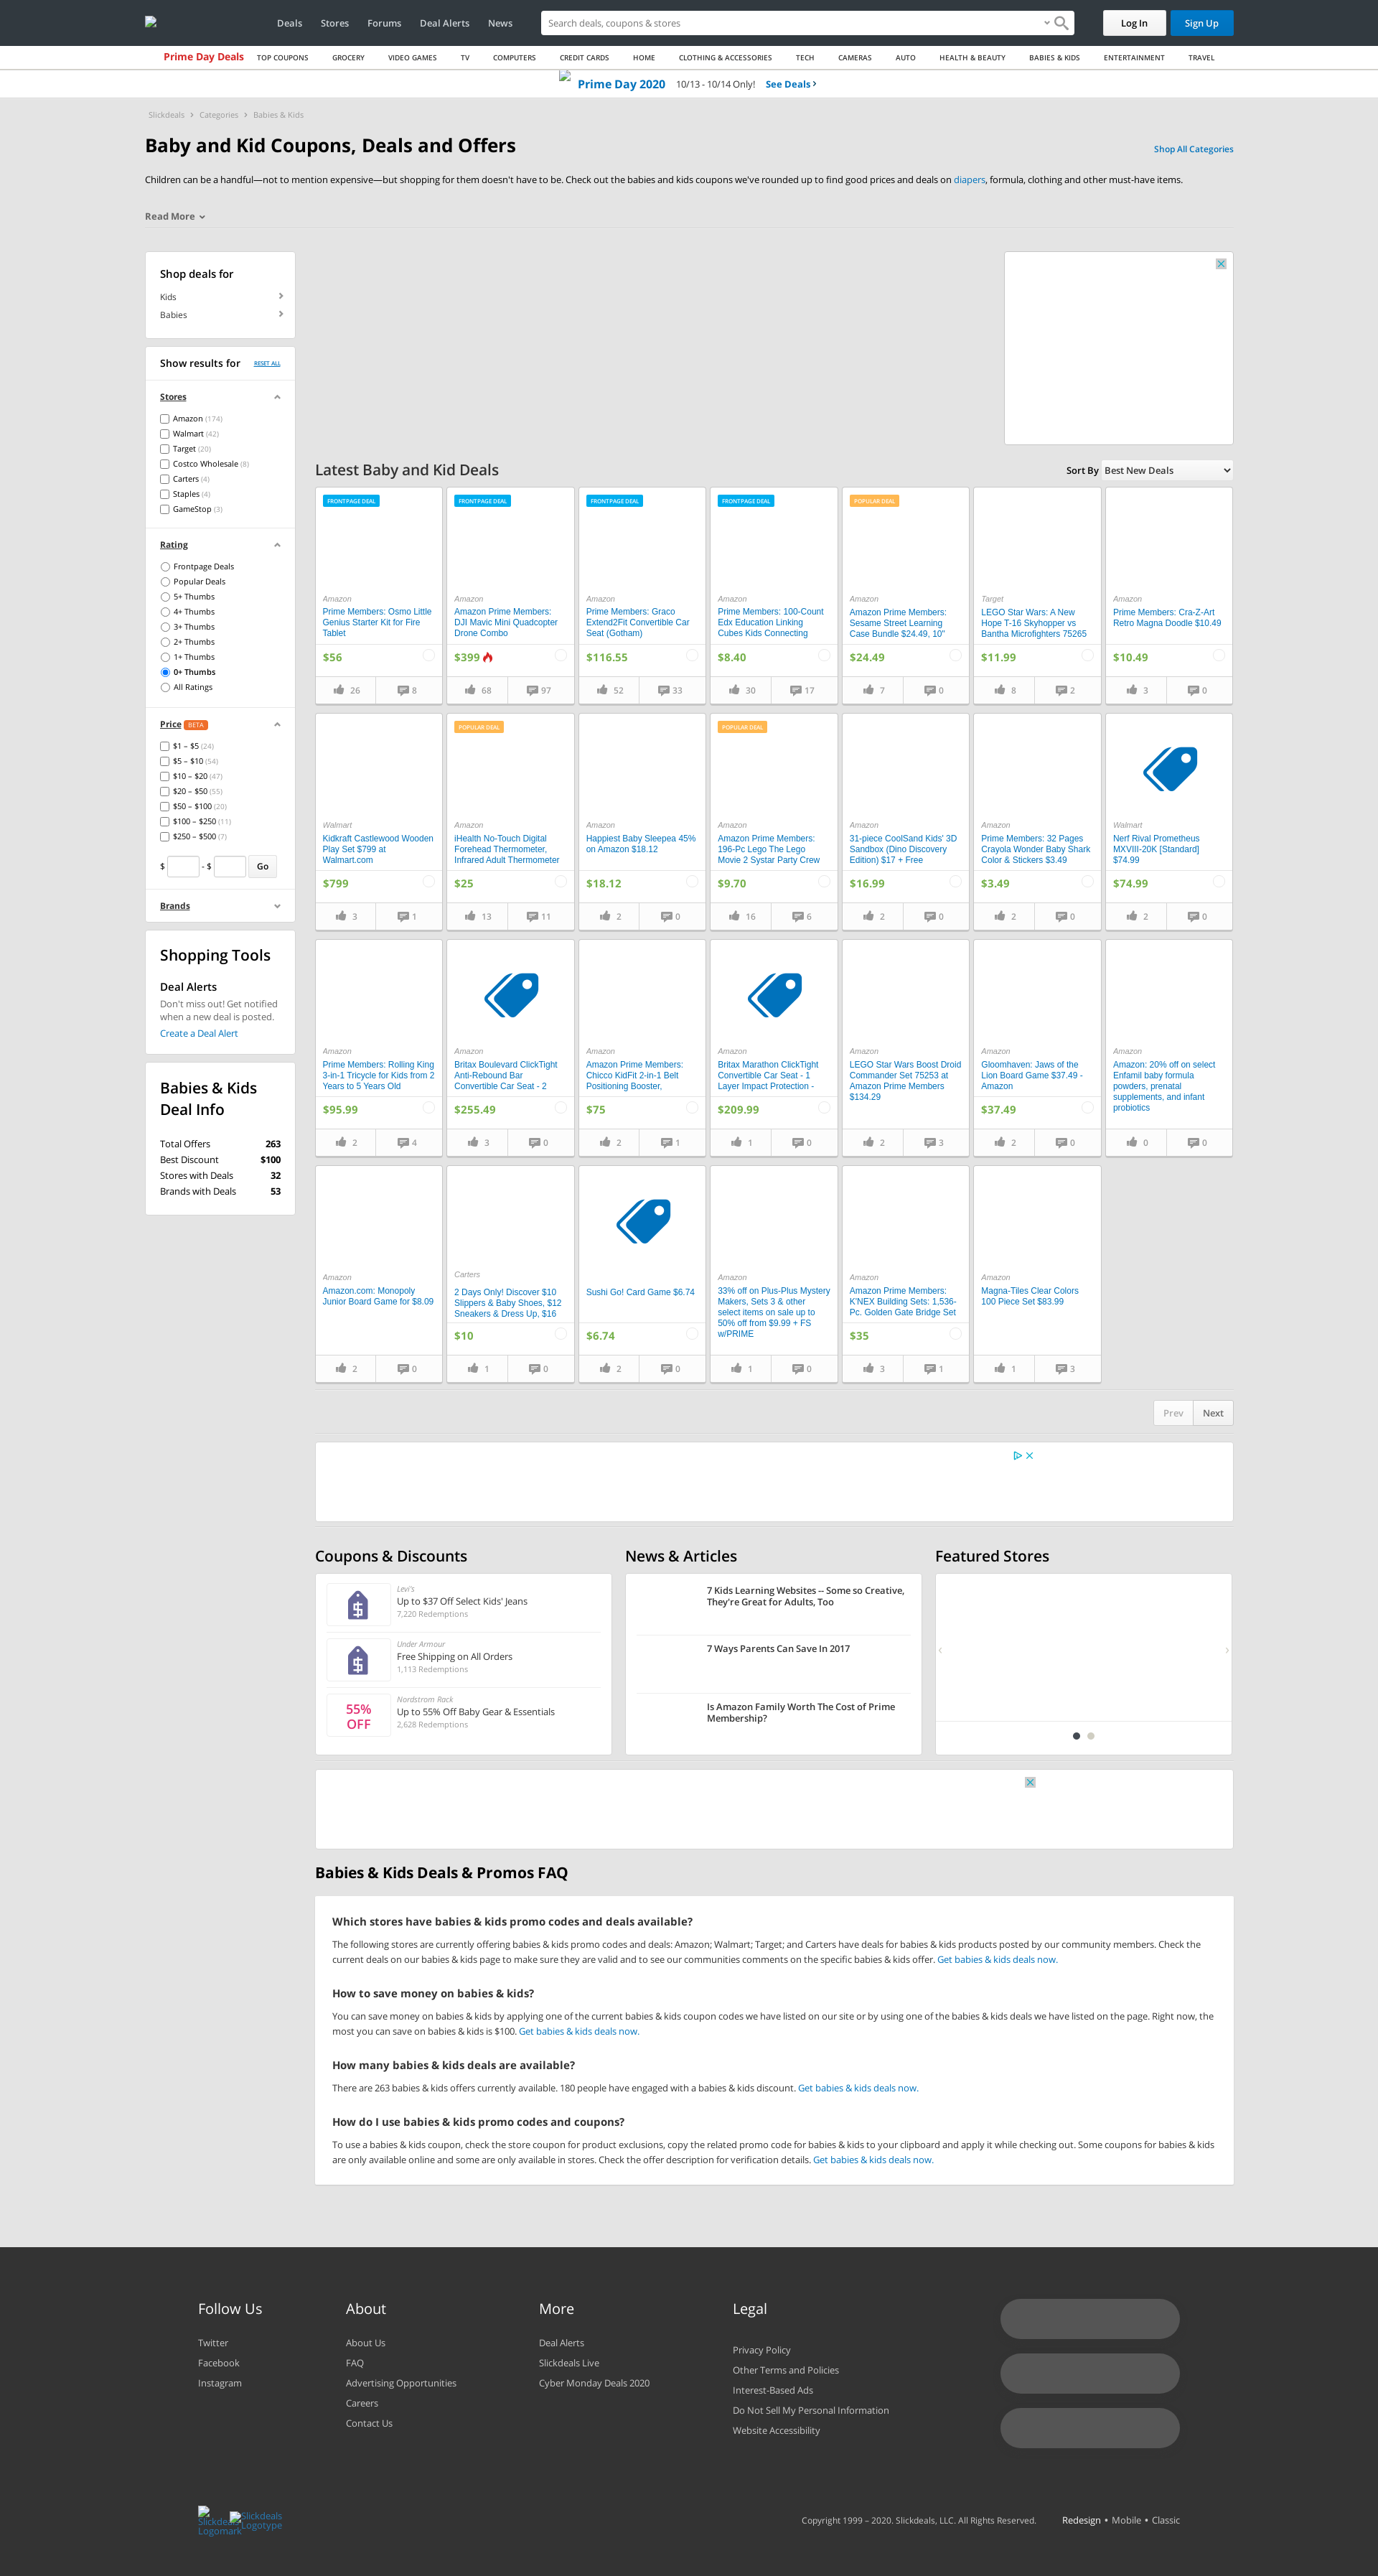 Deals Stores Forums Deal Alerts News
Search deals, coupons & stores
Log In Sign Up
Prime Day Deals TOP COUPONS GROCERY VIDEO GAMES TV COMPUTERS CREDIT CARDS HOME CLOTHING & ACCESSORIES TECH CAMERAS AUTO HEALTH & BEAUTY BABIES & KIDS ENTERTAINMENT TRAVEL
Prime Day 2020 10/13 - 10/14 Only! See Deals
Slickdeals Categories Babies & Kids
Baby and Kid Coupons, Deals and Offers
Shop All Categories
Children can be a handful—not to mention expensive—but shopping for them doesn't have to be. Check out the babies and kids coupons we've rounded up to find good prices and deals on diapers, formula, clothing and other must-have items.
Read More
Shop deals for
Kids
Babies
Show results for RESET ALL
Stores
Amazon (174)
Walmart (42)
Target (20)
Costco Wholesale (8)
Carters (4)
Staples (4)
GameStop (3)
Rating
Frontpage Deals
Popular Deals
5+ Thumbs
4+ Thumbs
3+ Thumbs
2+ Thumbs
1+ Thumbs
0+ Thumbs
All Ratings
Price BETA
$1 – $5 (24)
$5 – $10 (54)
$10 – $20 (47)
$20 – $50 (55)
$50 – $100 (20)
$100 – $250 (11)
$250 – $500 (7)
$ - $ Go
Brands
Shopping Tools
Deal Alerts
Don't miss out! Get notified
when a new deal is posted.
Create a Deal Alert
Babies & Kids
Deal Info
Total Offers 263
Best Discount $100
Stores with Deals 32
Brands with Deals 53
Latest Baby and Kid Deals
Sort By Best New Deals
FRONTPAGE DEAL
Amazon
Prime Members: Osmo Little
Genius Starter Kit for Fire
Tablet
$56
26 8
FRONTPAGE DEAL
Amazon
Amazon Prime Members:
DJI Mavic Mini Quadcopter
Drone Combo
$399
68 97
FRONTPAGE DEAL
Amazon
Prime Members: Graco
Extend2Fit Convertible Car
Seat (Gotham)
$116.55
52 33
FRONTPAGE DEAL
Amazon
Prime Members: 100-Count
Edx Education Linking
Cubes Kids Connecting
$8.40
30 17
POPULAR DEAL
Amazon
Amazon Prime Members:
Sesame Street Learning
Case Bundle $24.49, 10"
$24.49
7 0
Target
LEGO Star Wars: A New
Hope T-16 Skyhopper vs
Bantha Microfighters 75265
$11.99
8 2
Amazon
Prime Members: Cra-Z-Art
Retro Magna Doodle $10.49
$10.49
3 0
Walmart
Kidkraft Castlewood Wooden
Play Set $799 at
Walmart.com
$799
3 1
POPULAR DEAL
Amazon
iHealth No-Touch Digital
Forehead Thermometer,
Infrared Adult Thermometer
$25
13 11
Amazon
Happiest Baby Sleepea 45%
on Amazon $18.12
$18.12
2 0
POPULAR DEAL
Amazon
Amazon Prime Members:
196-Pc Lego The Lego
Movie 2 Systar Party Crew
$9.70
16 6
Amazon
31-piece CoolSand Kids' 3D
Sandbox (Dino Discovery
Edition) $17 + Free
$16.99
2 0
Amazon
Prime Members: 32 Pages
Crayola Wonder Baby Shark
Color & Stickers $3.49
$3.49
2 0
Walmart
Nerf Rival Prometheus
MXVIII-20K [Standard]
$74.99
$74.99
2 0
Amazon
Prime Members: Rolling King
3-in-1 Tricycle for Kids from 2
Years to 5 Years Old
$95.99
2 4
Amazon
Britax Boulevard ClickTight
Anti-Rebound Bar
Convertible Car Seat - 2
$255.49
3 0
Amazon
Amazon Prime Members:
Chicco KidFit 2-in-1 Belt
Positioning Booster,
$75
2 1
Amazon
Britax Marathon ClickTight
Convertible Car Seat - 1
Layer Impact Protection -
$209.99
1 0
Amazon
LEGO Star Wars Boost Droid
Commander Set 75253 at
Amazon Prime Members
$134.29
2 3
Amazon
Gloomhaven: Jaws of the
Lion Board Game $37.49 -
Amazon
$37.49
2 0
Amazon
Amazon: 20% off on select
Enfamil baby formula
powders, prenatal
supplements, and infant
probiotics
0 0
Amazon
Amazon.com: Monopoly
Junior Board Game for $8.09
2 0
Carters
2 Days Only! Discover $10
Slippers & Baby Shoes, $12
Sneakers & Dress Up, $16
$10
1 0
Sushi Go! Card Game $6.74
$6.74
2 0
Amazon
33% off on Plus-Plus Mystery
Makers, Sets 3 & other
select items on sale up to
50% off from $9.99 + FS
w/PRIME
1 0
Amazon
Amazon Prime Members:
K'NEX Building Sets: 1,536-
Pc. Golden Gate Bridge Set
$35
3 1
Amazon
Magna-Tiles Clear Colors
100 Piece Set $83.99
1 3
Prev Next
Coupons & Discounts
Levi's
Up to $37 Off Select Kids' Jeans
7,220 Redemptions
Under Armour
Free Shipping on All Orders
1,113 Redemptions
55%
OFF
Nordstrom Rack
Up to 55% Off Baby Gear & Essentials
2,628 Redemptions
News & Articles
7 Kids Learning Websites -- Some so Creative,
They're Great for Adults, Too
7 Ways Parents Can Save In 2017
Is Amazon Family Worth The Cost of Prime
Membership?
Featured Stores
Babies & Kids Deals & Promos FAQ
Which stores have babies & kids promo codes and deals available?
The following stores are currently offering babies & kids promo codes and deals: Amazon; Walmart; Target; and Carters have deals for babies & kids products posted by our community members. Check the
current deals on our babies & kids page to make sure they are valid and to see our communities comments on the specific babies & kids offer. Get babies & kids deals now.
How to save money on babies & kids?
You can save money on babies & kids by applying one of the current babies & kids coupon codes we have listed on our site or by using one of the babies & kids deals we have listed on the page. Right now, the
most you can save on babies & kids is $100. Get babies & kids deals now.
How many babies & kids deals are available?
There are 263 babies & kids offers currently available. 180 people have engaged with a babies & kids discount. Get babies & kids deals now.
How do I use babies & kids promo codes and coupons?
To use a babies & kids coupon, check the store coupon for product exclusions, copy the related promo code for babies & kids to your clipboard and apply it while checking out. Some coupons for babies & kids
are only available online and some are only available in stores. Check the offer description for verification details. Get babies & kids deals now.
Follow Us
Twitter
Facebook
Instagram
About
About Us
FAQ
Advertising Opportunities
Careers
Contact Us
More
Deal Alerts
Slickdeals Live
Cyber Monday Deals 2020
Legal
Privacy Policy
Other Terms and Policies
Interest-Based Ads
Do Not Sell My Personal Information
Website Accessibility
Slickdeals
Logomark
Slickdeals
Logotype
Copyright 1999 – 2020. Slickdeals, LLC. All Rights Reserved.
Redesign • Mobile • Classic